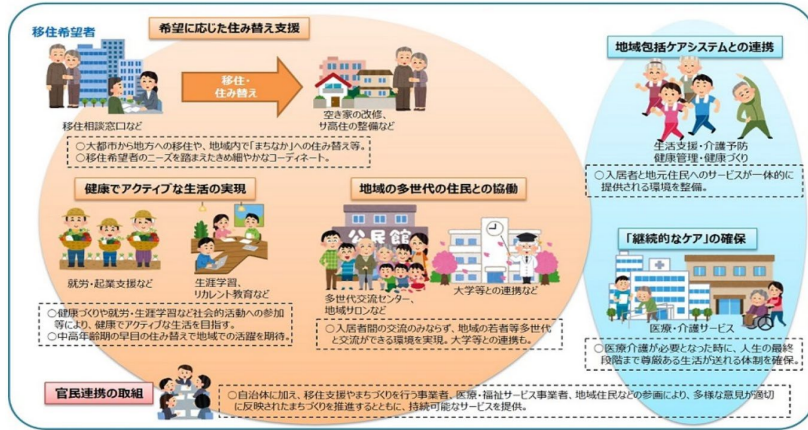 希望に応じた住み替え支援
移住希望者
移住・
住み替え
移住相談窓口など
空き家の改修、
サ高住の整備など
○大都市から地方への移住や、地域内で「まちなか」への住み替え等。
○移住希望者のニーズを踏まえたきめ細やかなコーディネート。
健康でアクティブな生活の実現
就労・起業支援など
生涯学習、
リカレント教育など
○健康づくりや就労・生涯学習など社会的活動への参加
等により、健康でアクティブな生活を目指す。
○中高年齢期の早目の住み替えで地域での活躍を期待。
地域の多世代の住民との協働
公民館
多世代交流センター、
地域サロンなど
大学等との連携など
○入居者間の交流のみならず、地域の若者等多世代
と交流ができる環境を実現。大学等との連携も。
地域包括ケアシステムとの連携
生活支援・介護予防
健康管理・健康づくり
○入居者と地元住民へのサービスが一体的に
提供される環境を整備。
「継続的なケア」の確保
医療・介護サービス
○医療介護が必要となった時に、人生の最終
段階まで尊厳ある生活が送れる体制を確保。
官民連携の取組
○自治体に加え、移住支援やまちづくりを行う事業者、医療・福祉サービス事業者、地域住民などの参画により、多様な意見が適切
に反映されたまちづくりを推進するとともに、持続可能なサービスを提供。